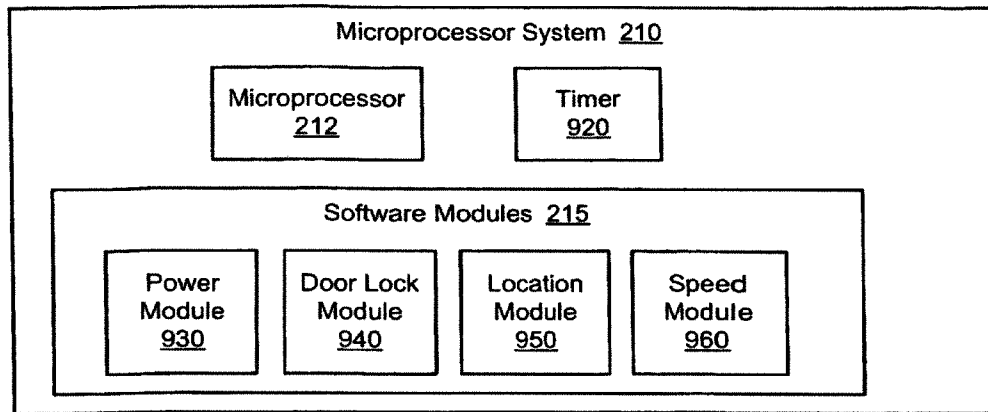 Microprocessor System 210
Microprocessor
212
Timer
920
Software Modules 215
Power
Module
930
Door Lock
Module
940
Location
Module
950
Speed
Module
960